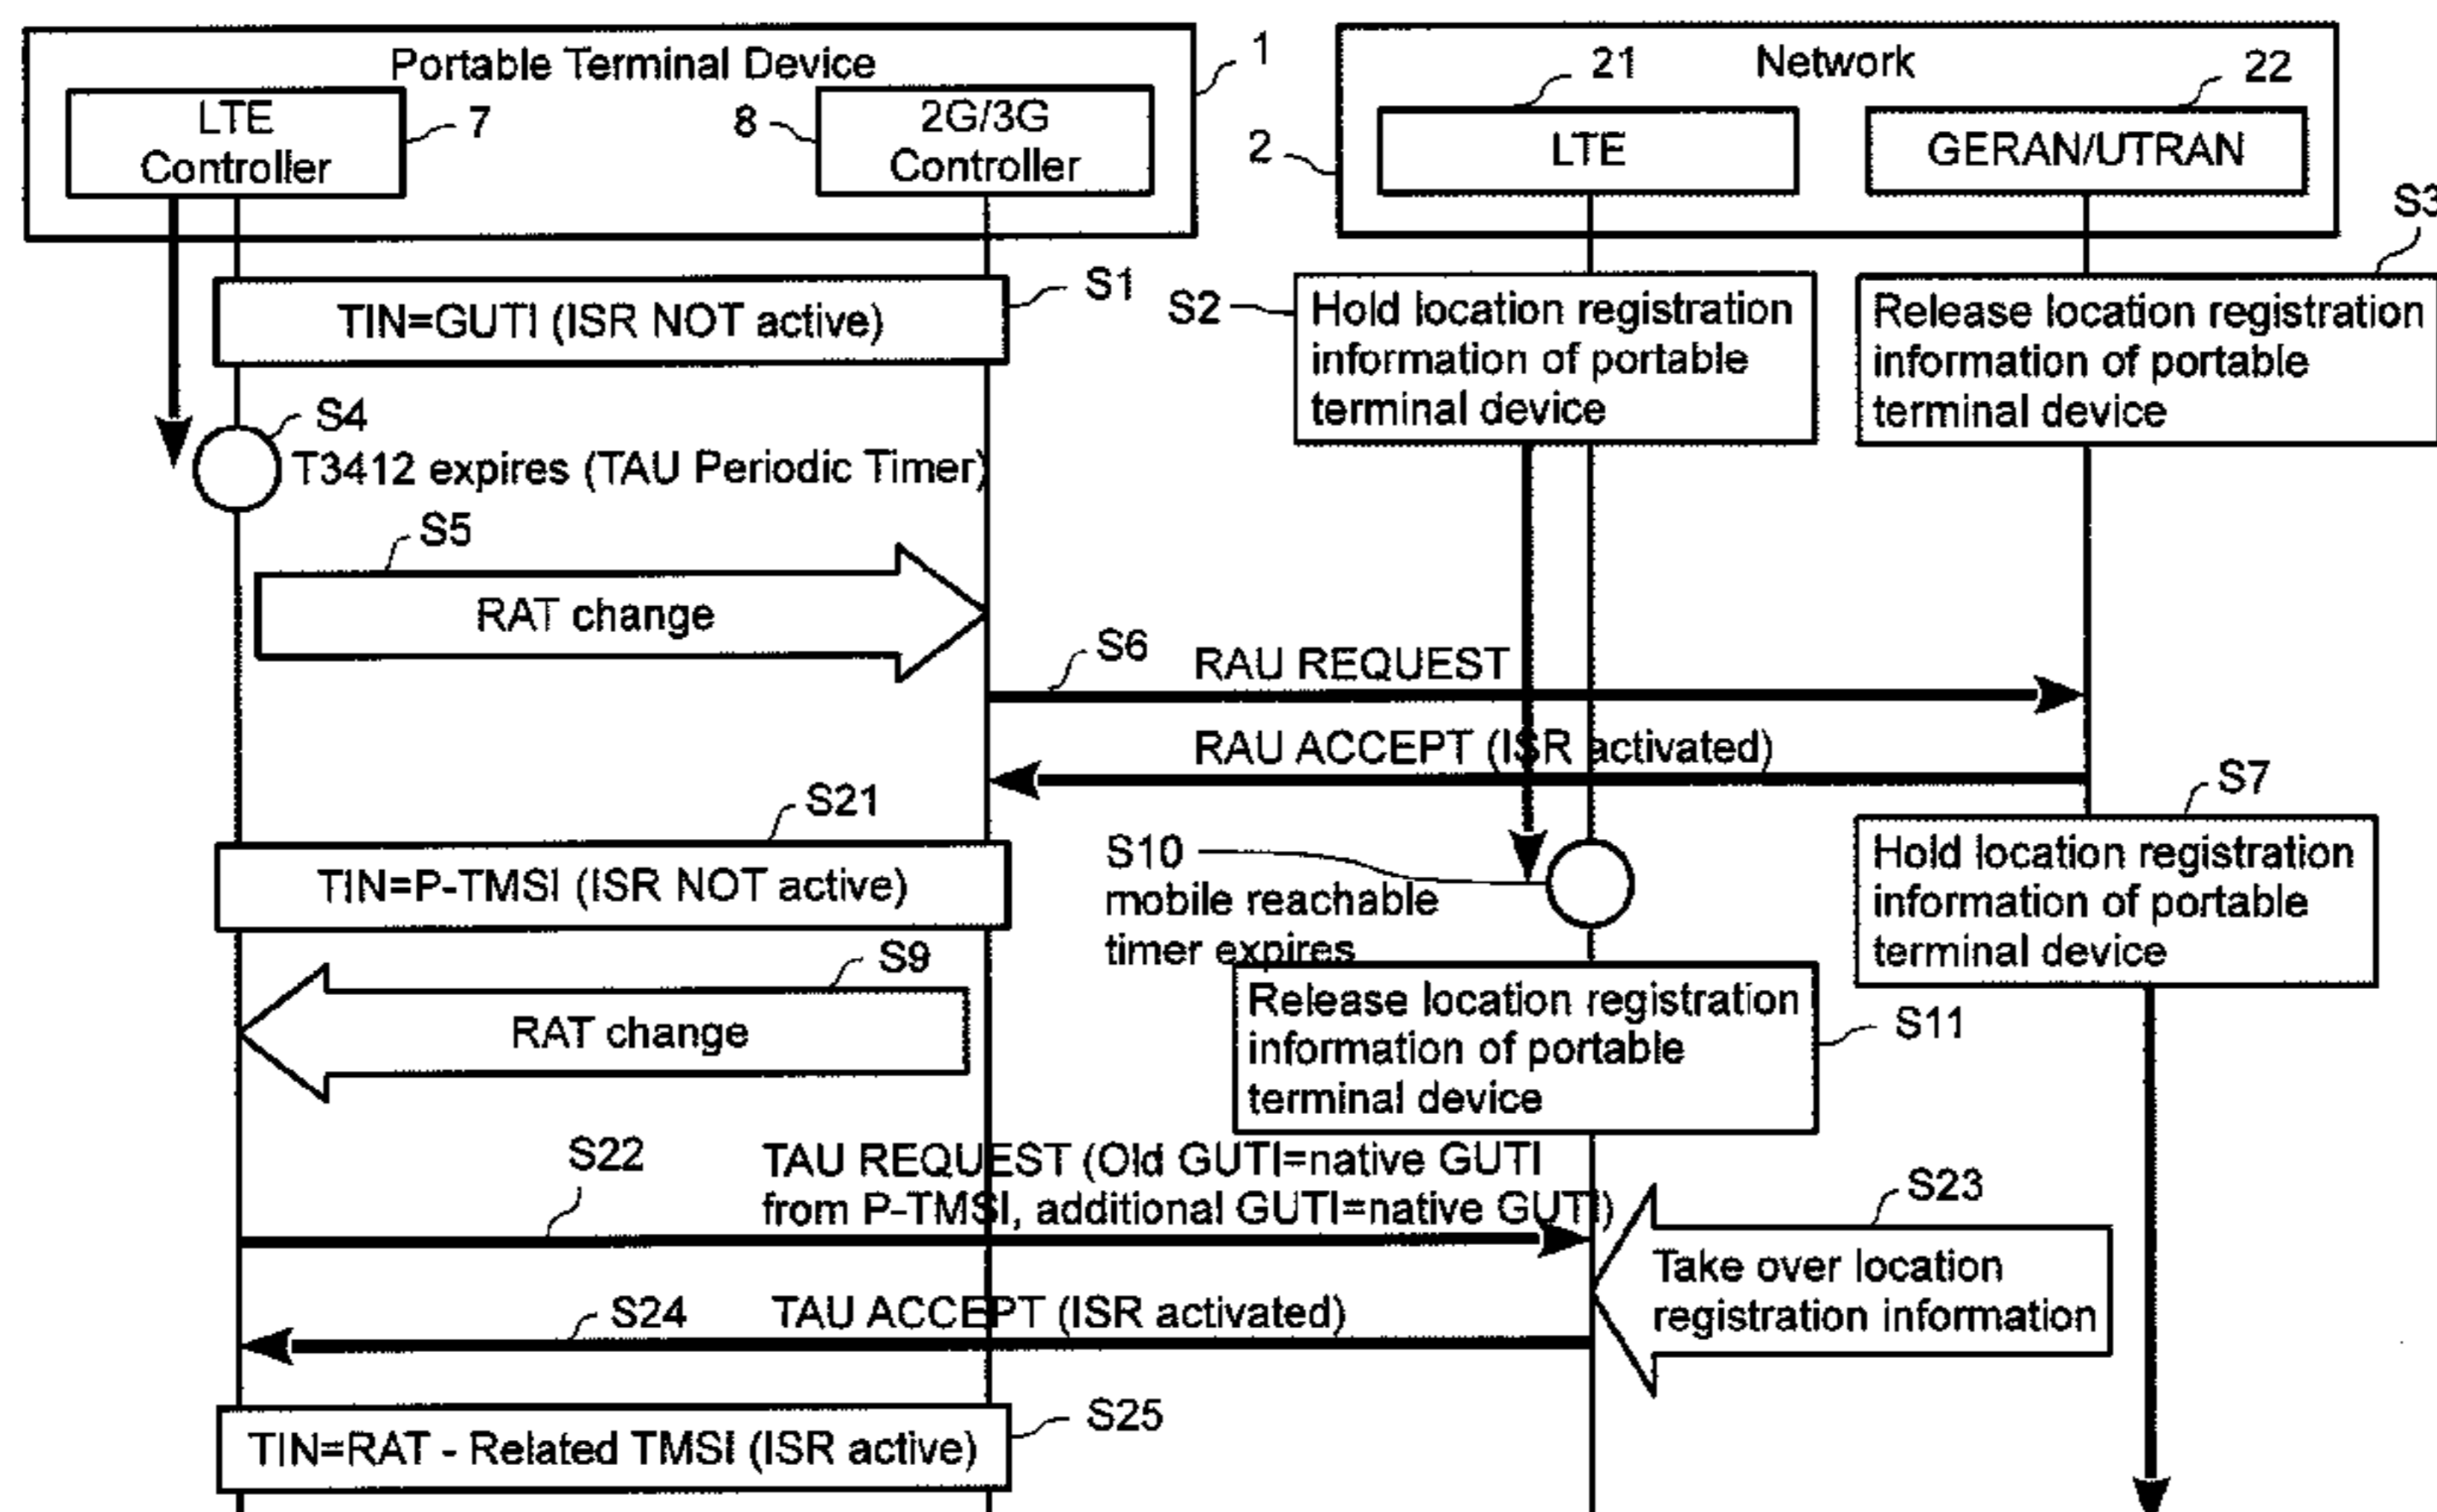 Portable Terminal Device
1
LTE
Controller
7
8
2G/3G
Controller
Network
2
21
LTE
22
GERAN/UTRAN
TIN=GUTI (ISR NOT active)
S1
S2
Hold location registration
information of portable
terminal device
S3
Release location registration
information of portable
terminal device
S4
T3412 expires (TAU Periodic Timer)
S5
RAT change
S6
RAU REQUEST
RAU ACCEPT (ISR activated)
S7
Hold location registration
information of portable
terminal device
S21
TIN=P-TMSI (ISR NOT active)
S10
mobile reachable
timer expires
S9
RAT change
Release location registration
information of portable
terminal device
S11
S22
TAU REQUEST (Old GUTI=native GUTI
from P-TMSI, additional GUTI=native GUTI)
S23
Take over location
registration information
S24
TAU ACCEPT (ISR activated)
S25
TIN=RAT - Related TMSI (ISR active)